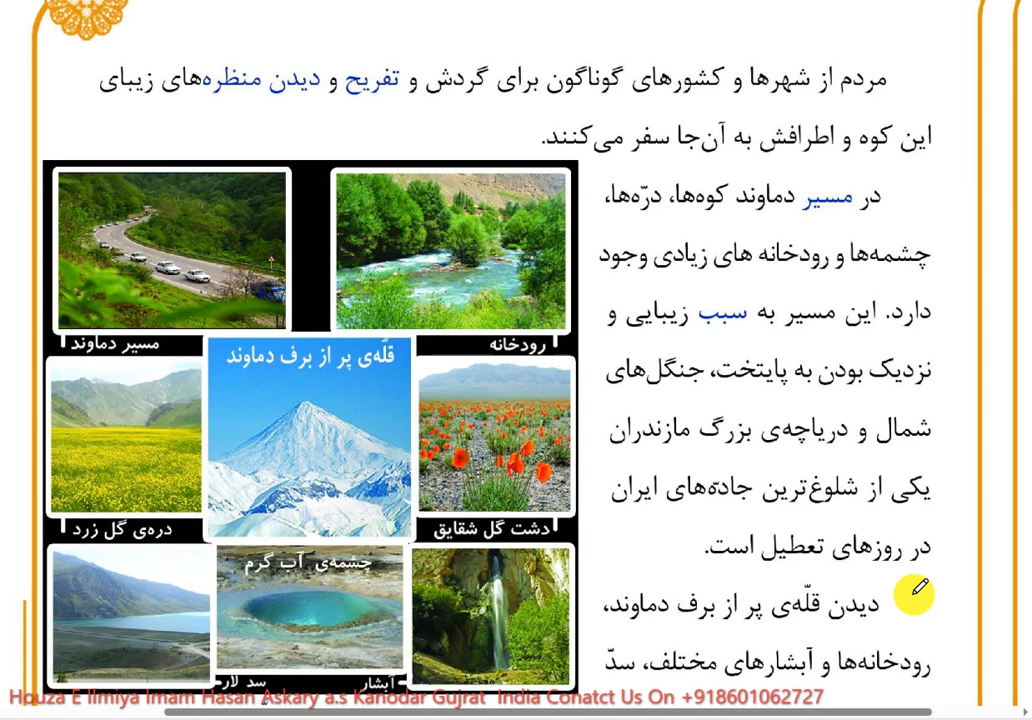 مردم از شهرها و کشورهای گوناگون برای گردش و تفریح و دیدن منظره‌های زیبای
این کوه و اطرافش به آن‌جا سفر می‌کنند.
در مسیر دماوند کوه‌ها، درّه‌ها،
چشمه‌ها و رودخانه های زیادی وجود
دارد. این مسیر به سبب زیبایی و
نزدیک بودن به پایتخت، جنگل‌های
شمال و دریاچه‌ی بزرگ مازندران
یکی از شلوغ‌ترین جادّه‌های ایران
در روزهای تعطیل است.
دیدن قلّه‌ی پر از برف دماوند،
رودخانه‌ها و آبشارهای مختلف، سدّ
رودخانه
مسیر دماوند
قلّه‌ی پر از برف دماوند
دشت گل شقایق
دره‌ی گل زرد
چشمه‌ی آب گرم
آبشار
سد لار
Houza E Ilmiya Imam Hasan Askary a.s Kanodar Gujrat India Conatct Us On +918601062727